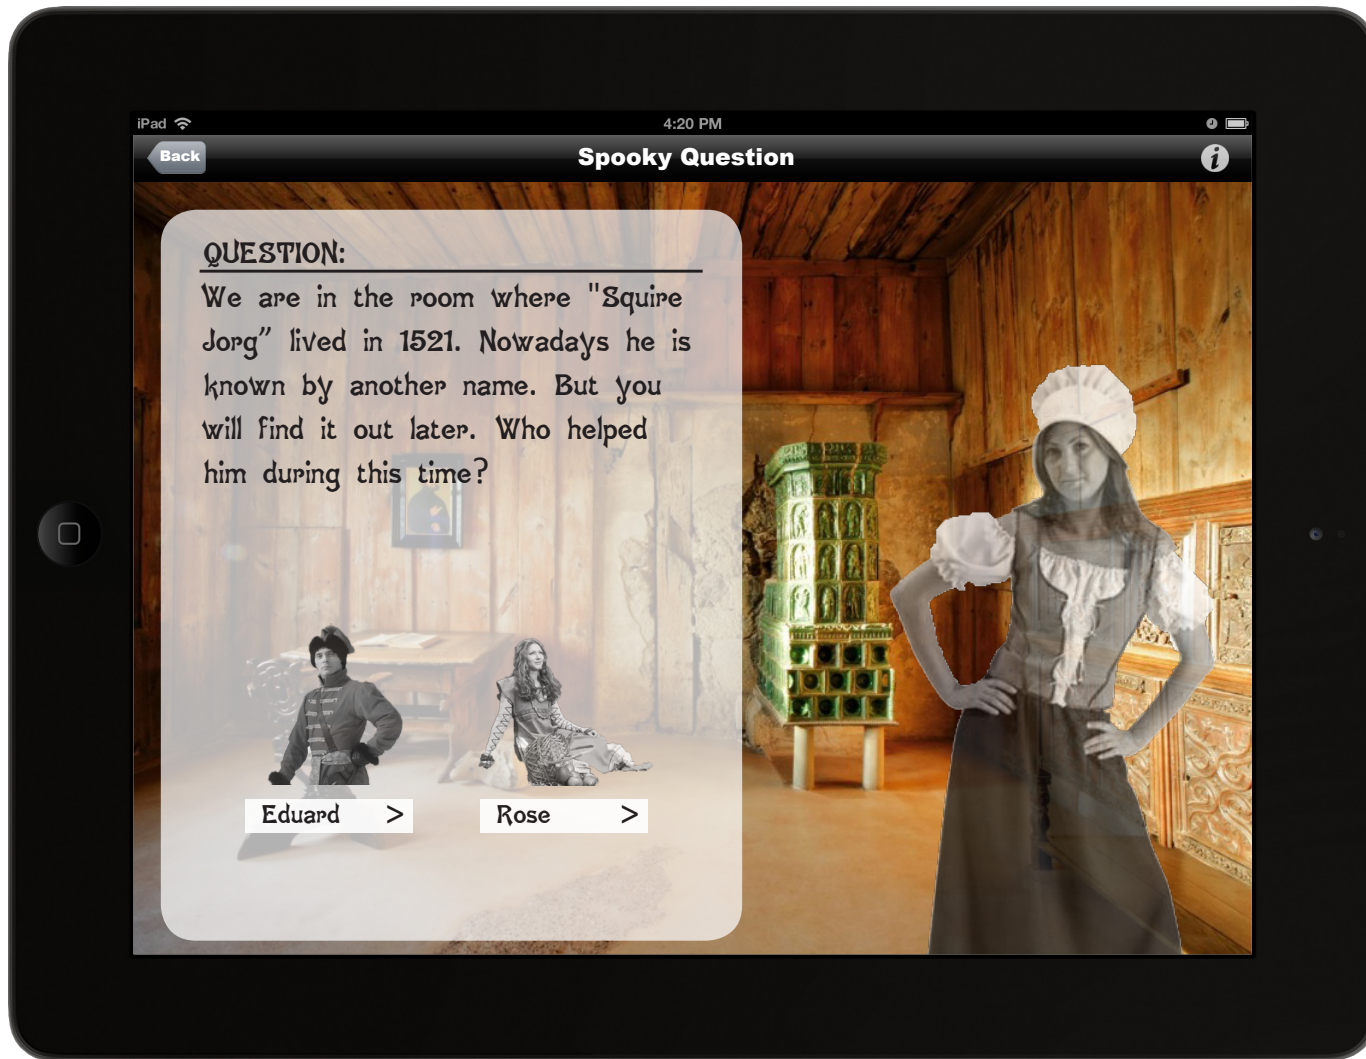 iPad
4:20 PM
Back
Spooky Question
i
QUESTION:
We are in the room where "Squire
Jorg” lived in 1521. Nowadays he is
known by another name. But you
will find it out later. Who helped
him during this time?
Eduard >
Rose >